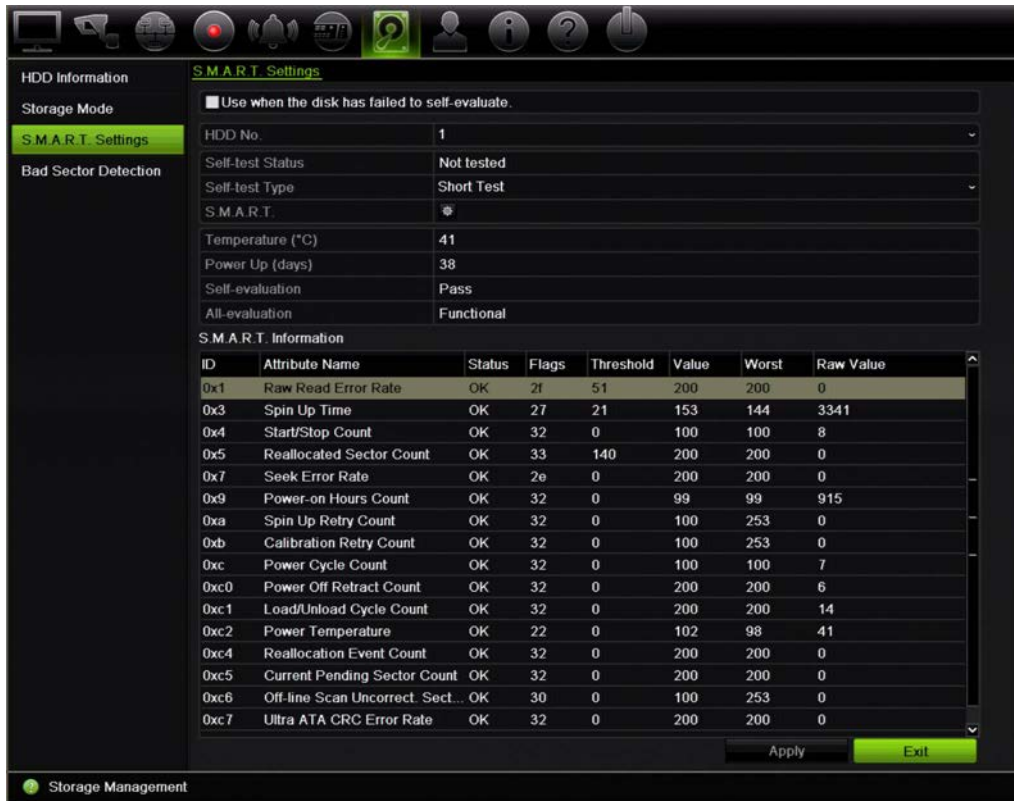 S.M.A.R.T. Settings
HDD Information
Storage Mode
S.M.A.R.T. Settings
Bad Sector Detection
Use when the disk has failed to self-evaluate.
HDD No. 1
Self-test Status Not tested
Self-test Type Short Test
S.M.A.R.T.
Temperature (°C) 41
Power Up (days) 38
Self-evaluation Pass
All-evaluation Functional
S.M.A.R.T. Information
ID Attribute Name Status Flags Threshold Value Worst Raw Value
0x1 Raw Read Error Rate OK 2f 51 200 200 0
0x3 Spin Up Time OK 27 21 153 144 3341
0x4 Start/Stop Count OK 32 0 100 100 8
0x5 Reallocated Sector Count OK 33 140 200 200 0
0x7 Seek Error Rate OK 2e 0 200 200 0
0x9 Power-on Hours Count OK 32 0 99 99 915
0xa Spin Up Retry Count OK 32 0 100 253 0
0xb Calibration Retry Count OK 32 0 100 253 0
0xc Power Cycle Count OK 32 0 100 100 7
0xc0 Power Off Retract Count OK 32 0 200 200 6
0xc1 Load/Unload Cycle Count OK 32 0 200 200 14
0xc2 Power Temperature OK 22 0 102 98 41
0xc4 Reallocation Event Count OK 32 0 200 200 0
0xc5 Current Pending Sector Count OK 32 0 200 200 0
0xc6 Off-line Scan Uncorrect. Sect... OK 30 0 100 253 0
0xc7 Ultra ATA CRC Error Rate OK 32 0 200 200 0
Apply Exit
Storage Management